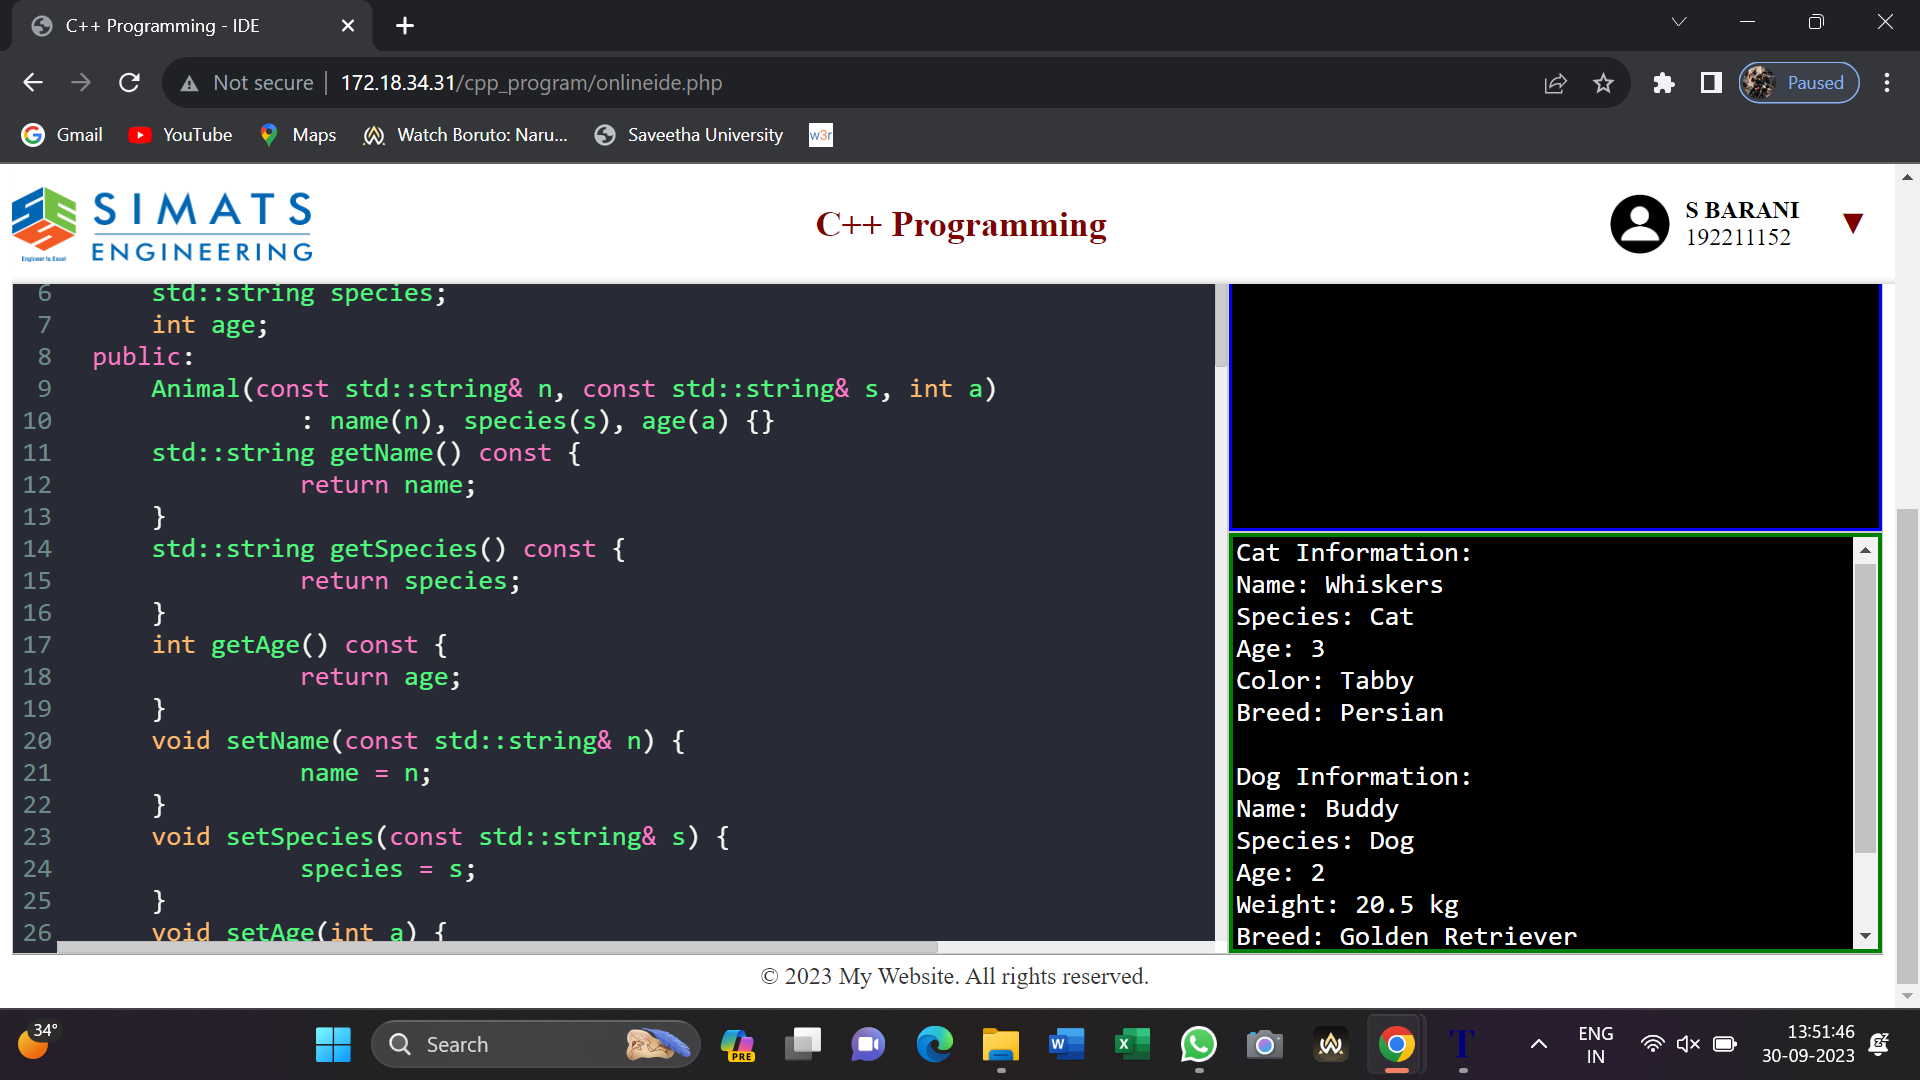 C++ Programming - IDE
Not secure 172.18.34.31/cpp_program/onlineide.php Paused
Gmail YouTube Maps Watch Boruto: Naru... Saveetha University w3r
SIMATS
ENGINEERING
Engineer to Excel
C++ Programming
S BARANI
192211152
6 std::string species;
7 int age;
8 public:
9 Animal(const std::string& n, const std::string& s, int a)
10 : name(n), species(s), age(a) {}
11 std::string getName() const {
12 return name;
13 }
14 std::string getSpecies() const {
15 return species;
16 }
17 int getAge() const {
18 return age;
19 }
20 void setName(const std::string& n) {
21 name = n;
22 }
23 void setSpecies(const std::string& s) {
24 species = s;
25 }
26 void setAge(int a) {
Cat Information:
Name: Whiskers
Species: Cat
Age: 3
Color: Tabby
Breed: Persian
Dog Information:
Name: Buddy
Species: Dog
Age: 2
Weight: 20.5 kg
Breed: Golden Retriever
© 2023 My Website. All rights reserved.
34°
Search
PRE
W
X
T
ENG
IN
13:51:46
30-09-2023